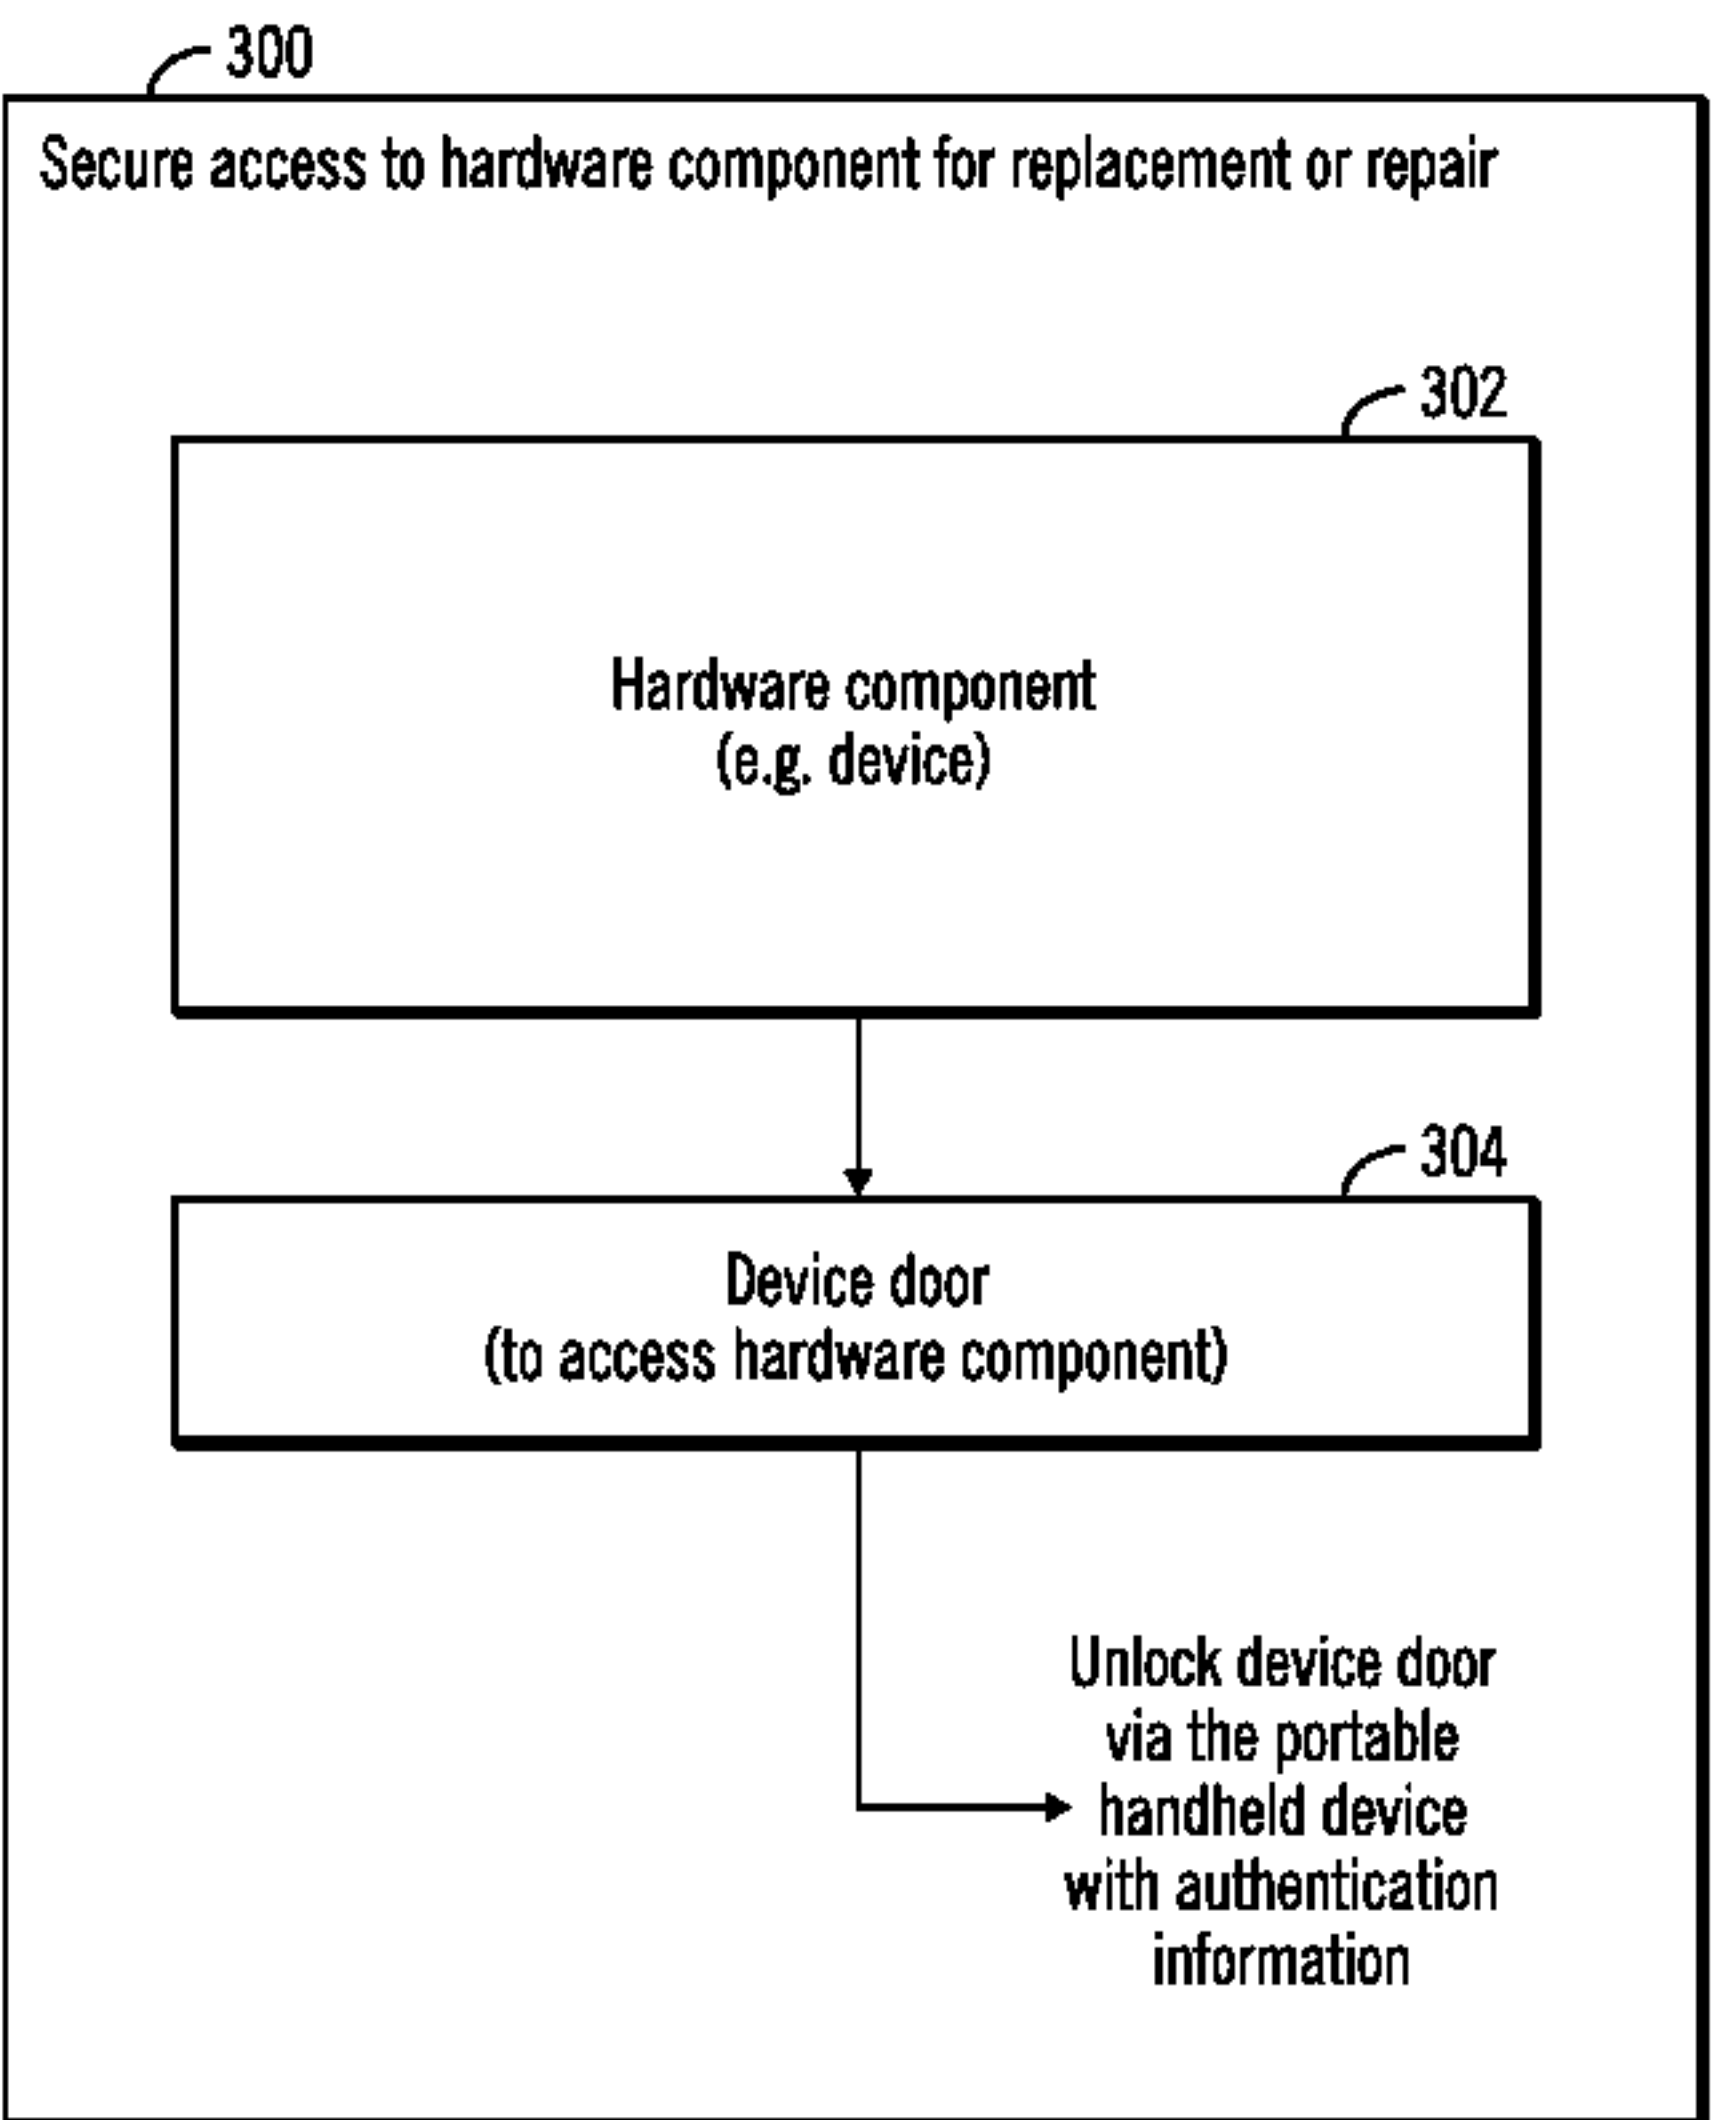 300
Secure access to hardware component for replacement or repair
302
Hardware component
(e.g. device)
304
Device door
(to access hardware component)
Unlock device door
via the portable
handheld device
with authentication
information